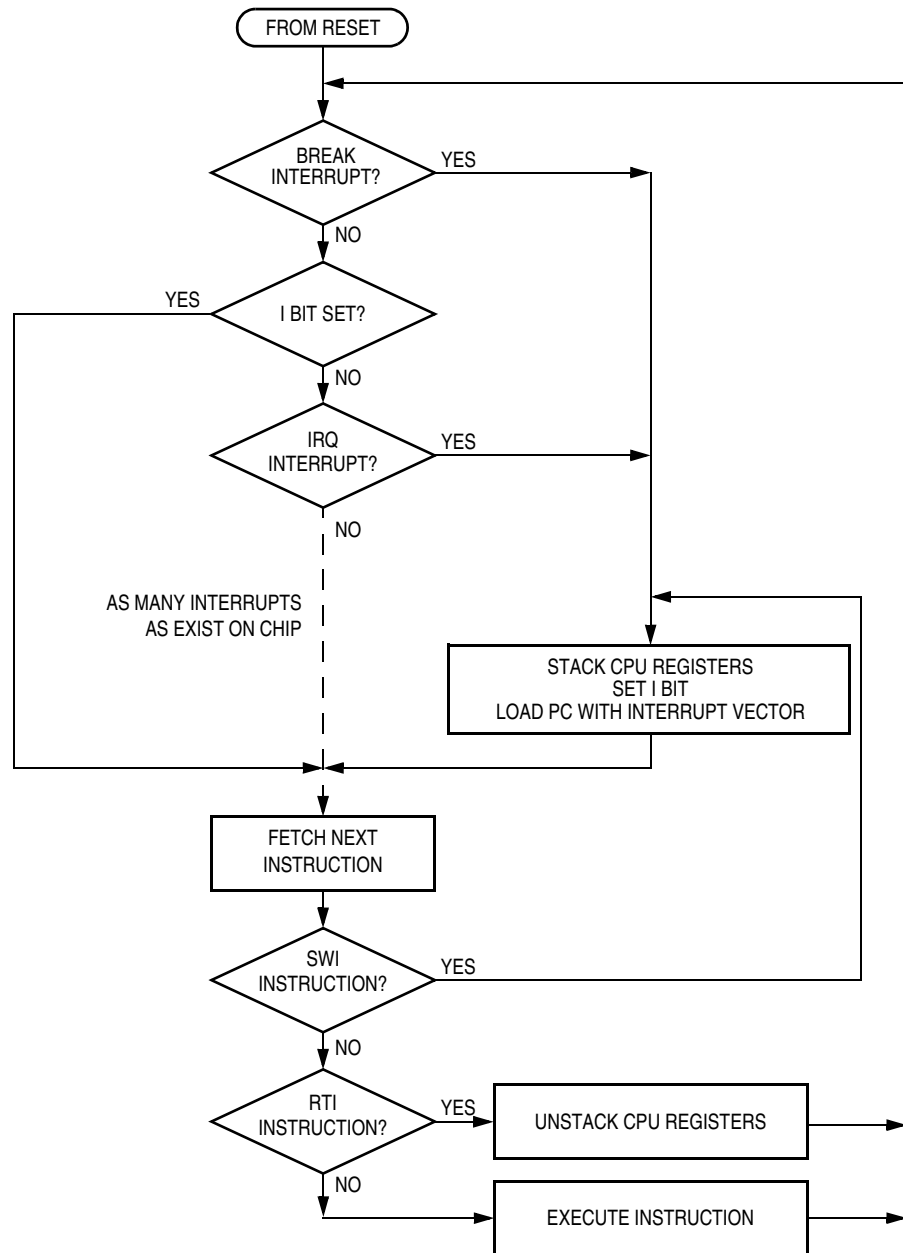 FROM RESET
BREAK
INTERRUPT?
YES
NO
YES
I BIT SET?
NO
IRQ
INTERRUPT?
YES
NO
AS MANY INTERRUPTS
AS EXIST ON CHIP
STACK CPU REGISTERS
SET I BIT
LOAD PC WITH INTERRUPT VECTOR
FETCH NEXT
INSTRUCTION
SWI
INSTRUCTION?
YES
NO
RTI
INSTRUCTION?
YES
UNSTACK CPU REGISTERS
NO
EXECUTE INSTRUCTION